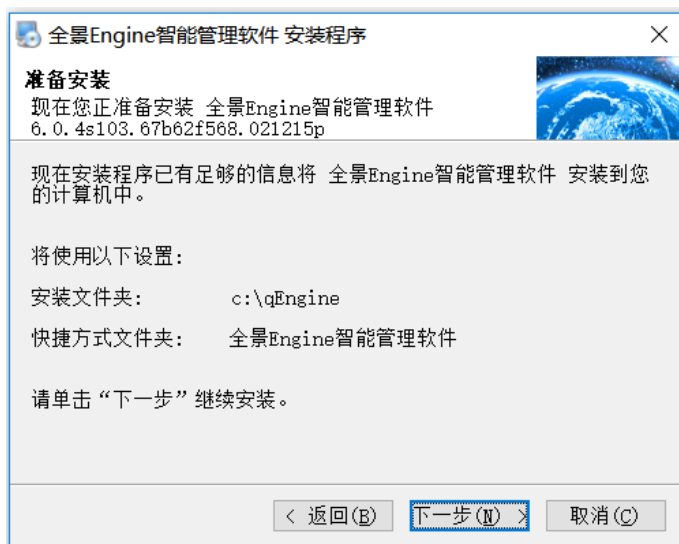 全景Engine智能管理软件 安装程序
准备安装
现在您正准备安装 全景Engine智能管理软件
6.0.4s103.67b62f568.021215p
现在安装程序已有足够的信息将 全景Engine智能管理软件 安装到您
的计算机中。
将使用以下设置:
安装文件夹: c:\qEngine
快捷方式文件夹: 全景Engine智能管理软件
请单击“下一步”继续安装。
< 返回(B) 下一步(N) > 取消(C)